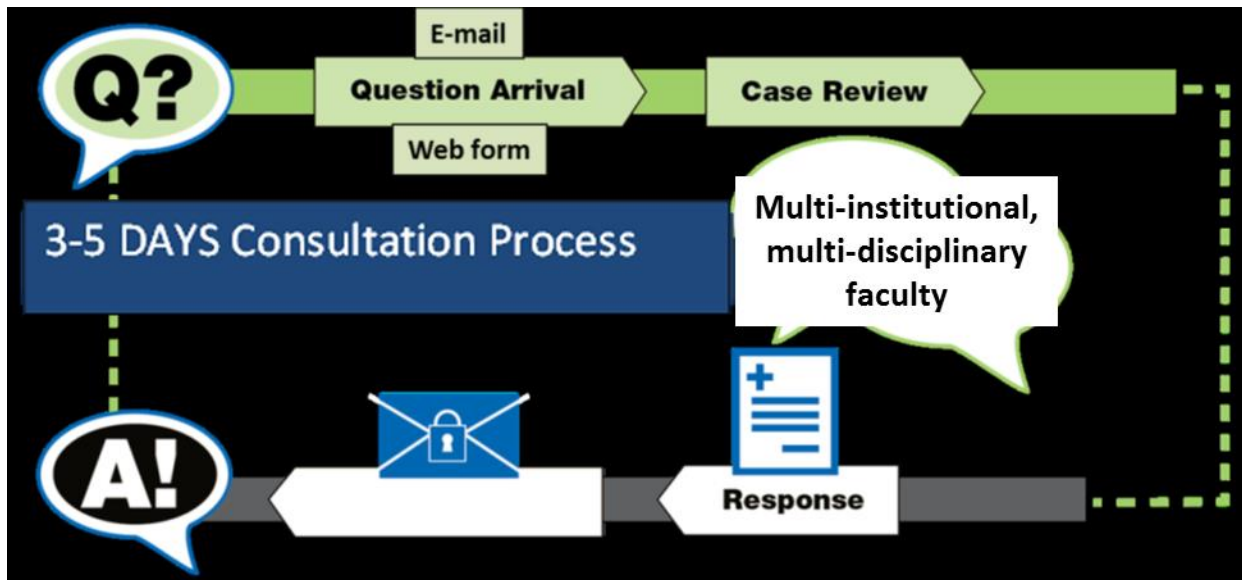 Q?
E-mail
Question Arrival
Case Review
Web form
3-5 DAYS Consultation Process
Multi-institutional,
multi-disciplinary
faculty
A!
Response